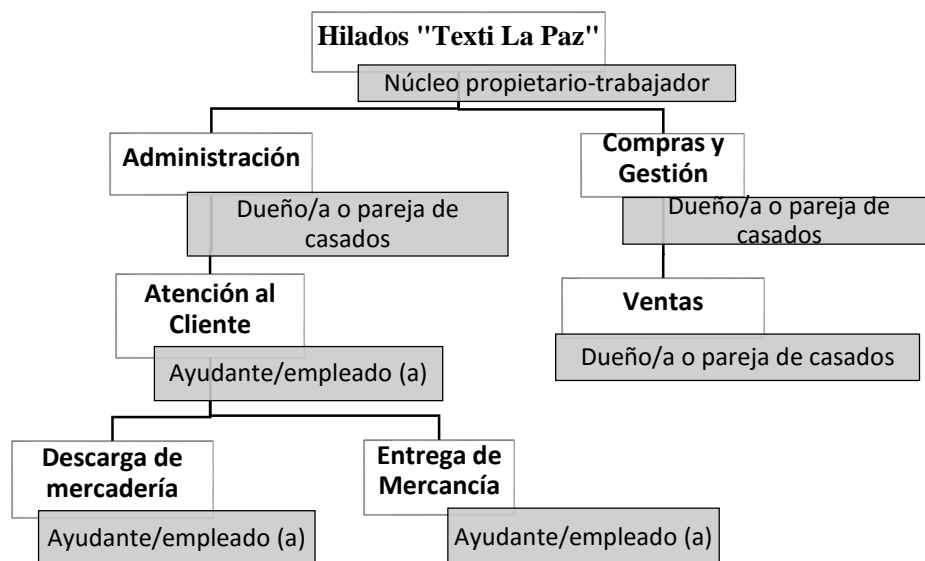 Hilados "Texti La Paz"
Núcleo propietario-trabajador
Administración
Dueño/a o pareja de
casados
Compras y
Gestión
Dueño/a o pareja de
casados
Atención al
Cliente
Ayudante/empleado (a)
Ventas
Dueño/a o pareja de casados
Descarga de
mercadería
Ayudante/empleado (a)
Entrega de
Mercancía
Ayudante/empleado (a)